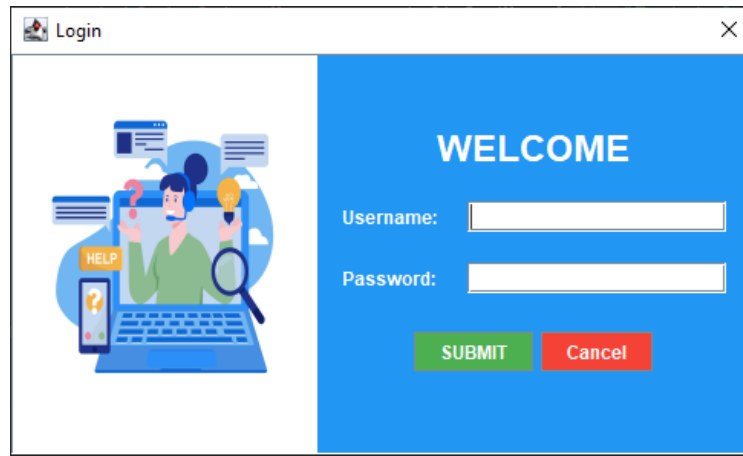 Login
WELCOME
Username:
Password:
HELP
?
?
SUBMIT Cancel